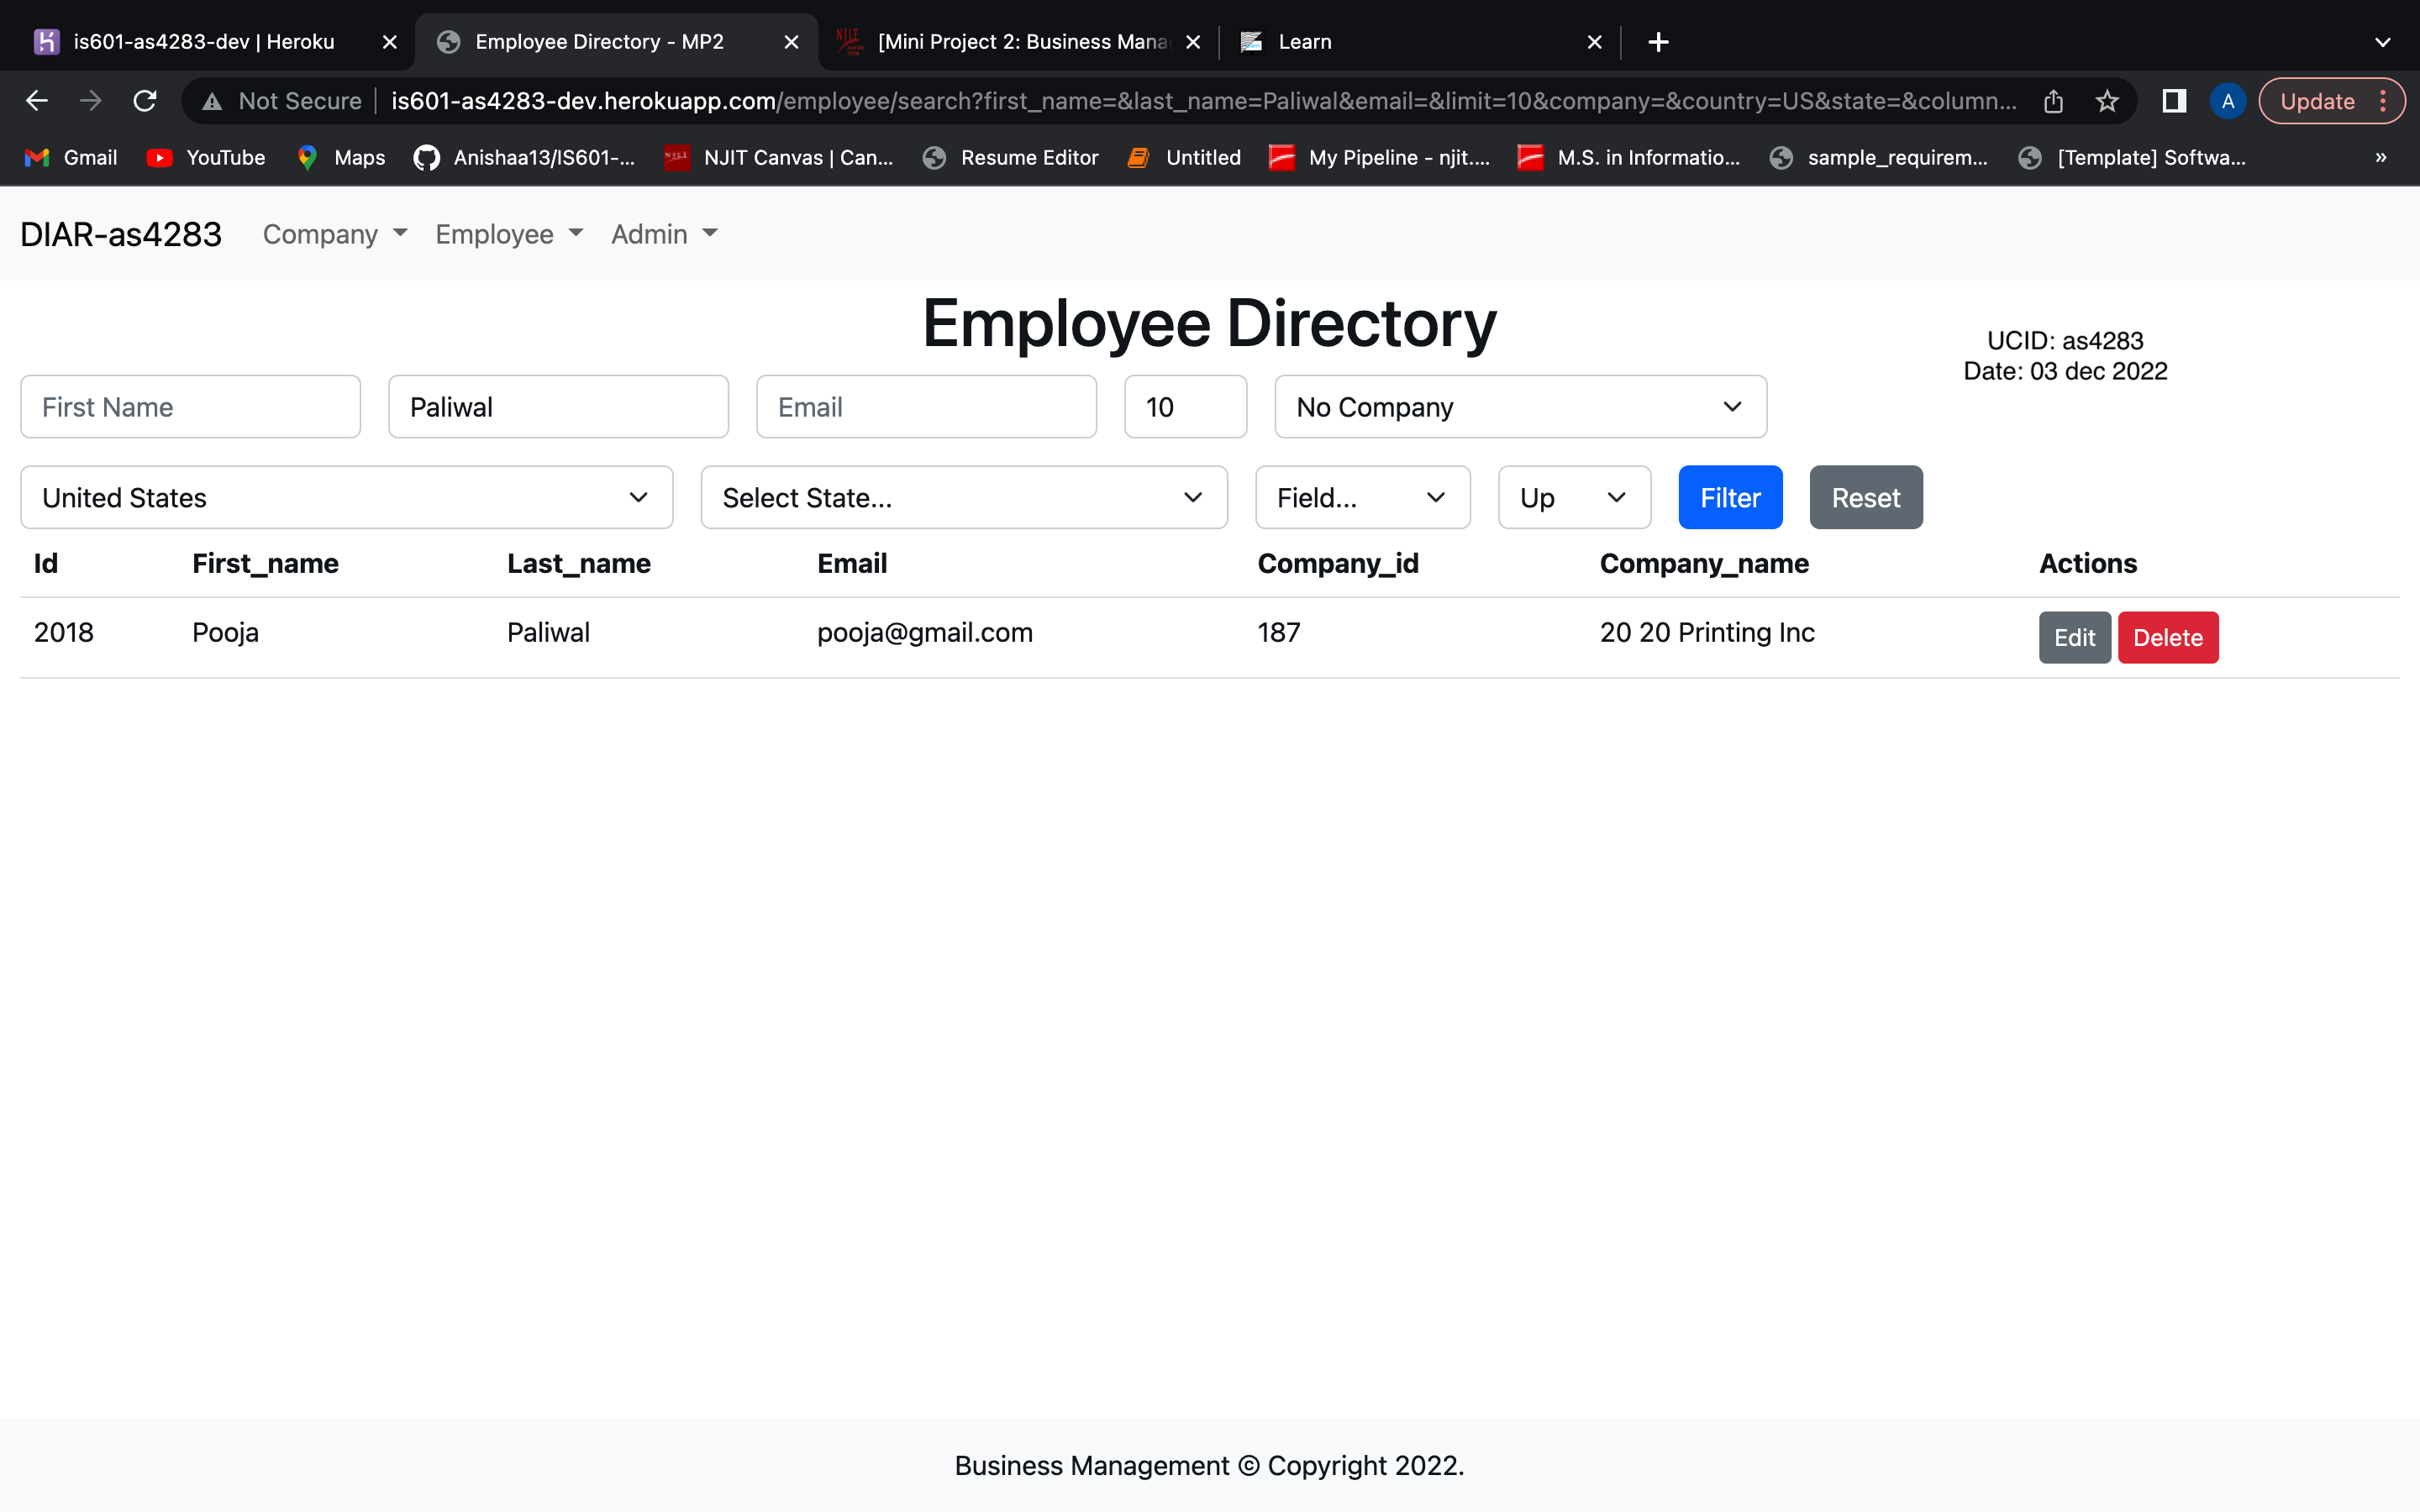 is601-as4283-dev | Heroku
Employee Directory - MP2
[Mini Project 2: Business Mana
Learn
Not Secure is601-as4283-dev.herokuapp.com/employee/search?first_name=&last_name=Paliwal&email=&limit=10&company=&country=US&state=&column... A Update
Gmail YouTube Maps Anishaa13/IS601-... NJIT Canvas | Can... Resume Editor Untitled My Pipeline - njit.... M.S. in Informatio... sample_requirem... [Template] Softwa... »
DIAR-as4283 Company Employee Admin
Employee Directory
UCID: as4283
Date: 03 dec 2022
First Name Paliwal Email 10 No Company
United States Select State... Field... Up Filter Reset
Id First_name Last_name Email Company_id Company_name Actions
2018 Pooja Paliwal pooja@gmail.com 187 20 20 Printing Inc Edit Delete
Business Management © Copyright 2022.